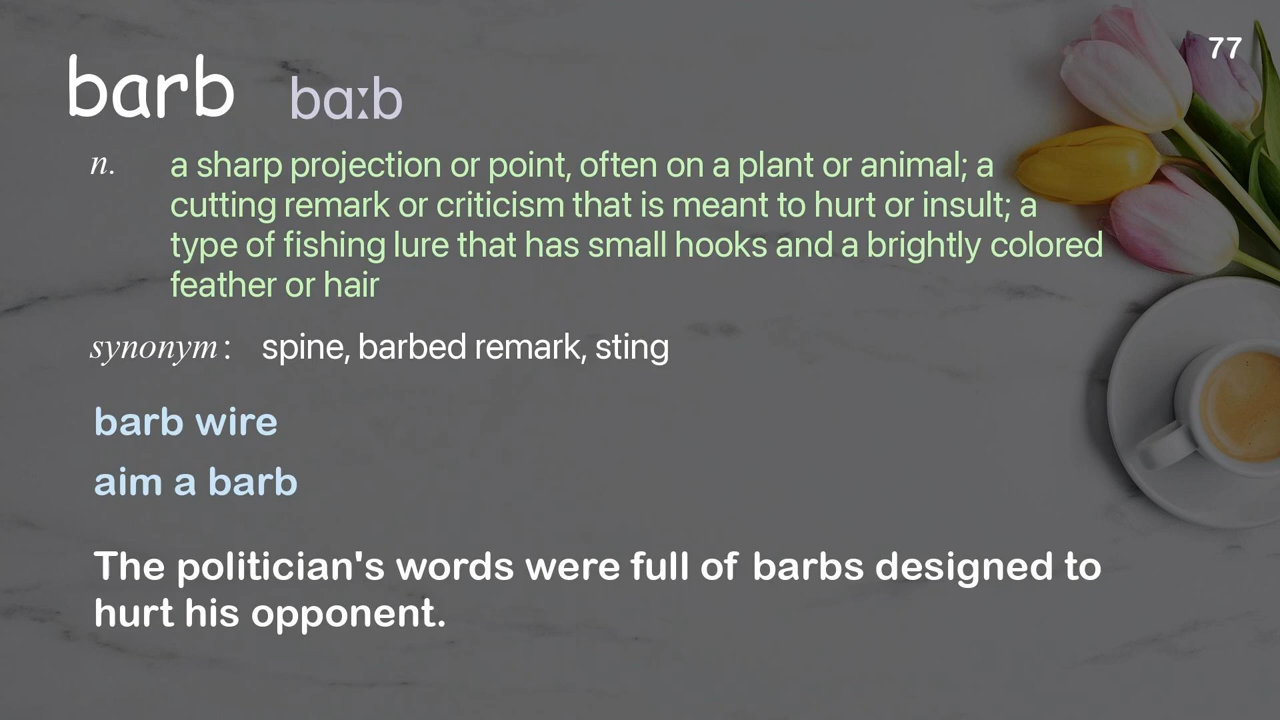 77
barb bɑːb
n. a sharp projection or point, often on a plant or animal; a
cutting remark or criticism that is meant to hurt or insult; a
type of fishing lure that has small hooks and a brightly colored
feather or hair
synonym: spine, barbed remark, sting
barb wire
aim a barb
The politician's words were full of barbs designed to
hurt his opponent.